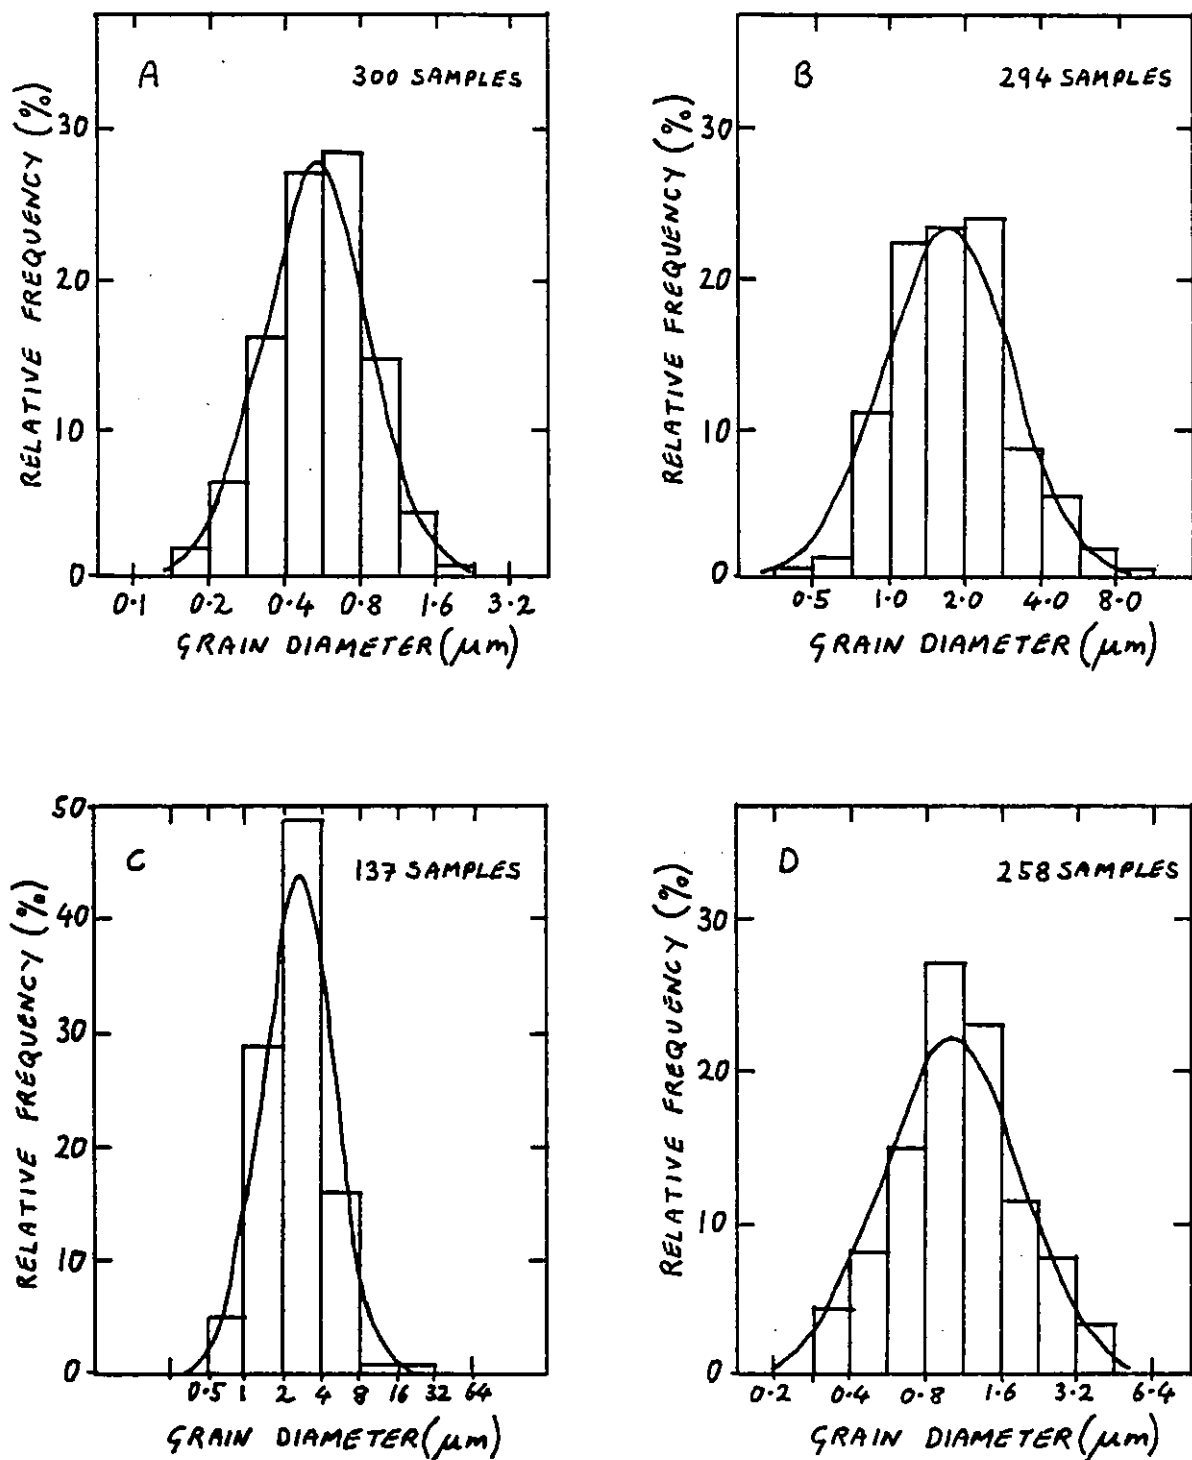 A
300 SAMPLES
RELATIVE FREQUENCY (%)
30
20
10
0
0.1 0.2 0.4 0.8 1.6 3.2
GRAIN DIAMETER (μm)
B
294 SAMPLES
RELATIVE FREQUENCY (%)
30
20
10
0
0.5 1.0 2.0 4.0 8.0
GRAIN DIAMETER (μm)
C
137 SAMPLES
RELATIVE FREQUENCY (%)
50
40
30
20
10
0
0.5 1 2 4 8 16 32 64
GRAIN DIAMETER (μm)
D
258 SAMPLES
RELATIVE FREQUENCY (%)
30
20
10
0
0.2 0.4 0.8 1.6 3.2 6.4
GRAIN DIAMETER (μm)